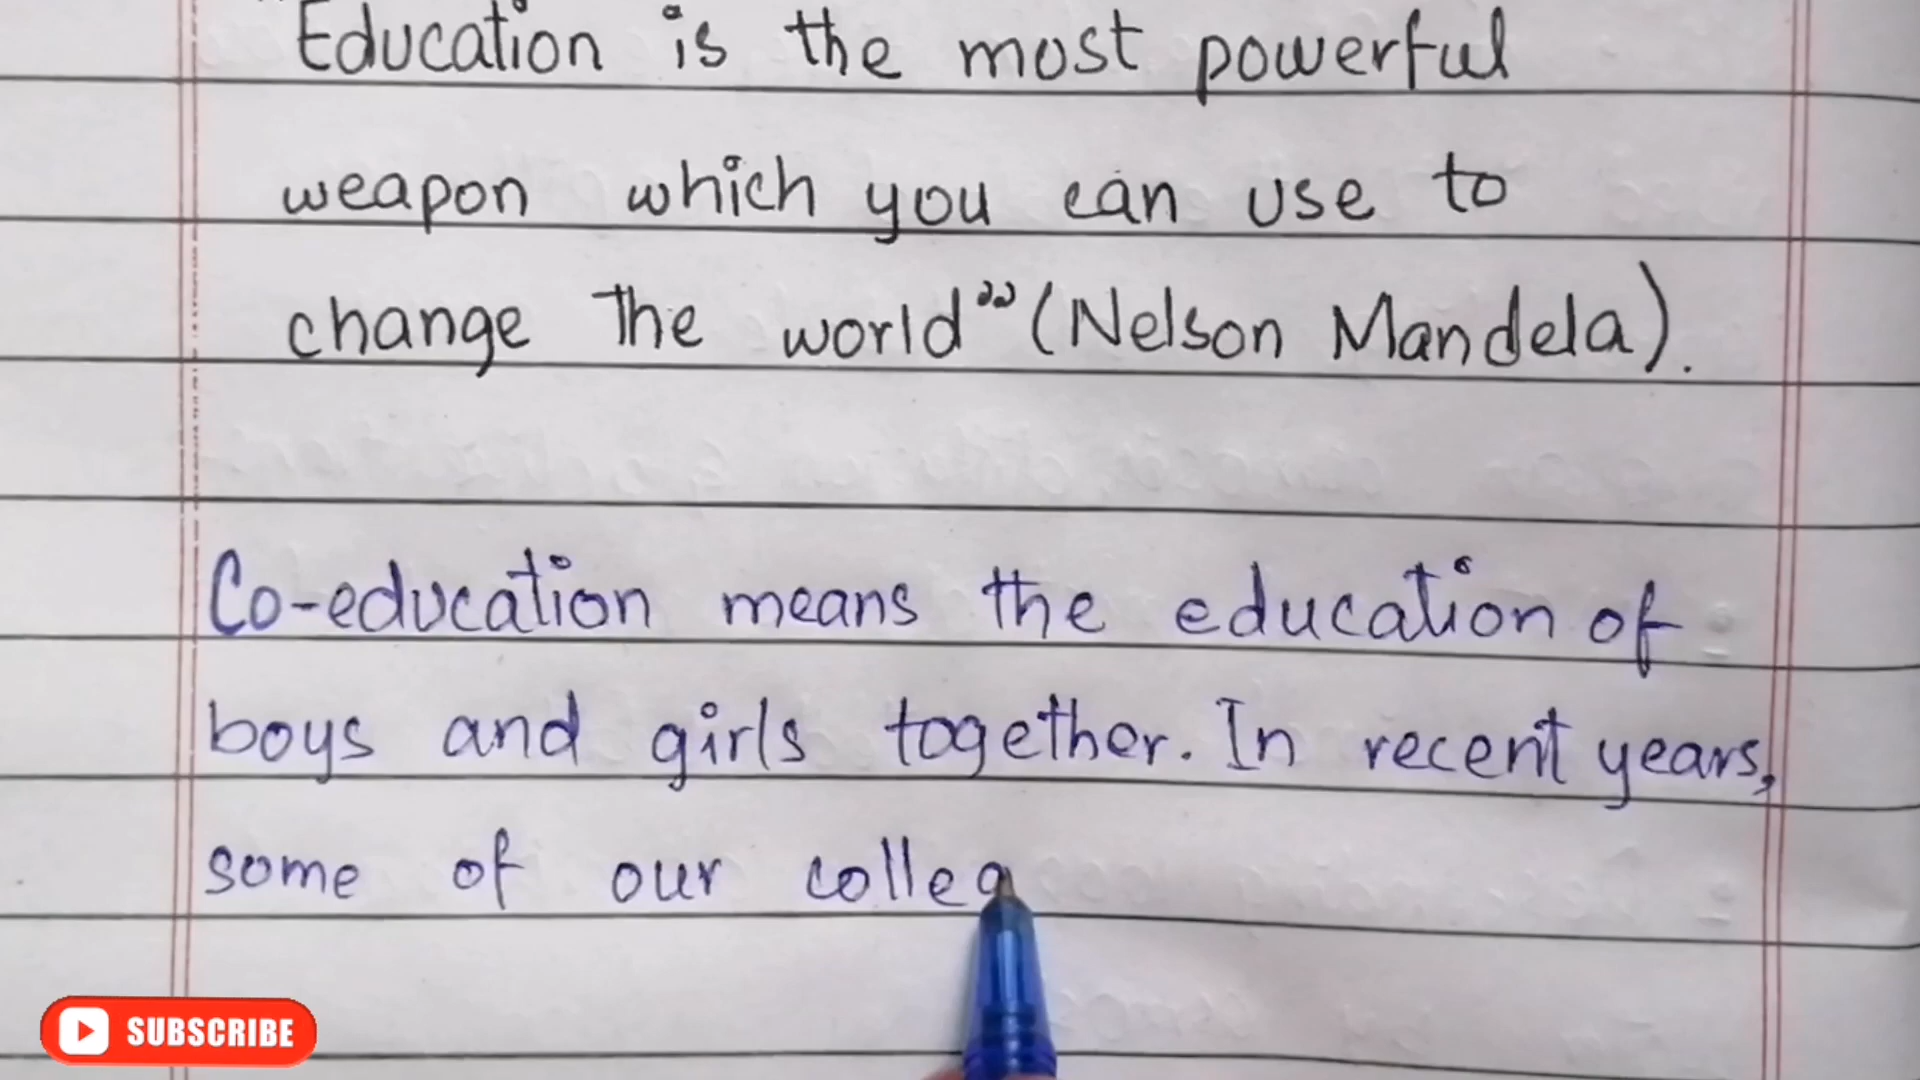 "Education is the most powerful
weapon which you can use to
change the world" (Nelson Mandela).
Co-education means the education of
boys and girls together. In recent years,
some of our colleg
SUBSCRIBE